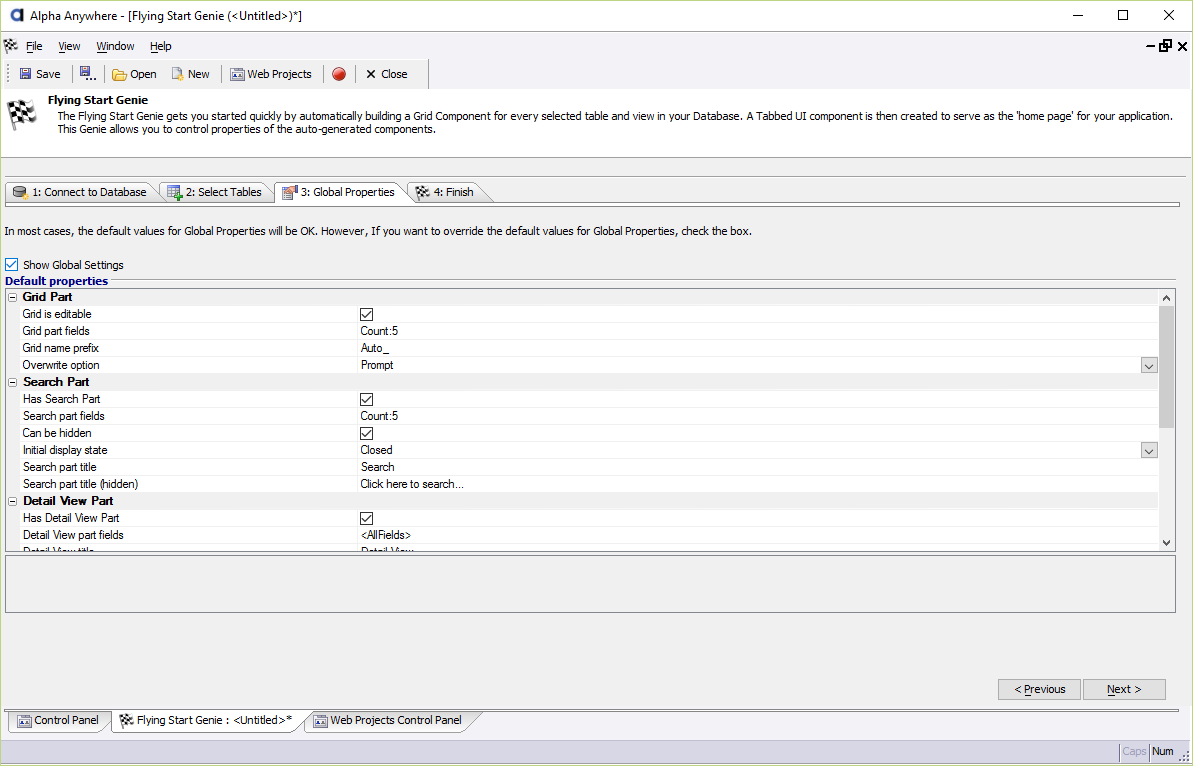 Alpha Anywhere - [Flying Start Genie (<Untitled>)*]
File View Window Help
Save Open New Web Projects Close
Flying Start Genie
The Flying Start Genie gets you started quickly by automatically building a Grid Component for every selected table and view in your Database. A Tabbed UI component is then created to serve as the 'home page' for your application.
This Genie allows you to control properties of the auto-generated components.
1: Connect to Database 2: Select Tables 3: Global Properties 4: Finish
In most cases, the default values for Global Properties will be OK. However, If you want to override the default values for Global Properties, check the box.
Show Global Settings
Default properties
Grid Part
Grid is editable
Grid part fields Count:5
Grid name prefix Auto_
Overwrite option Prompt
Search Part
Has Search Part
Search part fields Count:5
Can be hidden
Initial display state Closed
Search part title Search
Search part title (hidden) Click here to search...
Detail View Part
Has Detail View Part
Detail View part fields <AllFields>
Detail View title Detail View
< Previous Next >
Control Panel Flying Start Genie : <Untitled>* Web Projects Control Panel
Caps Num